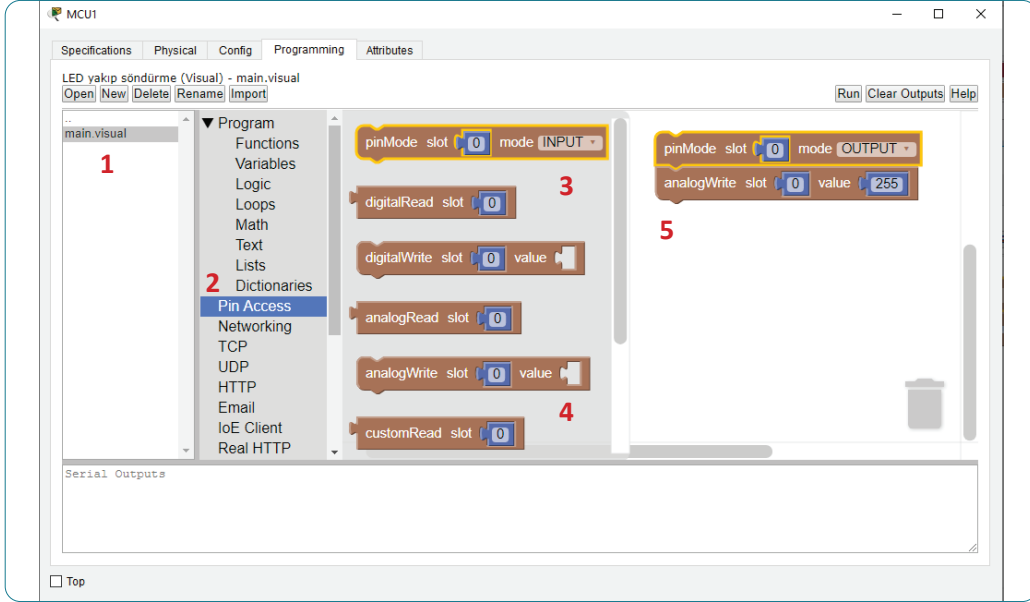 MCU1
Specifications Physical Config Programming Attributes
LED yakıp söndürme (Visual) - main.visual
Open New Delete Rename Import Run Clear Outputs Help
..
main.visual
1
▼ Program
Functions
Variables
Logic
Loops
Math
Text
Lists
2 Dictionaries
Pin Access
Networking
TCP
UDP
HTTP
Email
IoE Client
Real HTTP
pinMode slot 0 mode INPUT
3
digitalRead slot 0
digitalWrite slot 0 value
analogRead slot 0
analogWrite slot 0 value
4
customRead slot 0
pinMode slot 0 mode OUTPUT
analogWrite slot 0 value 255
5
Serial Outputs
Top